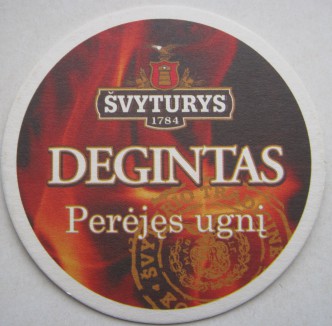 ŠVYTURYS
1784
DEGINTAS
Perėjęs ugnį